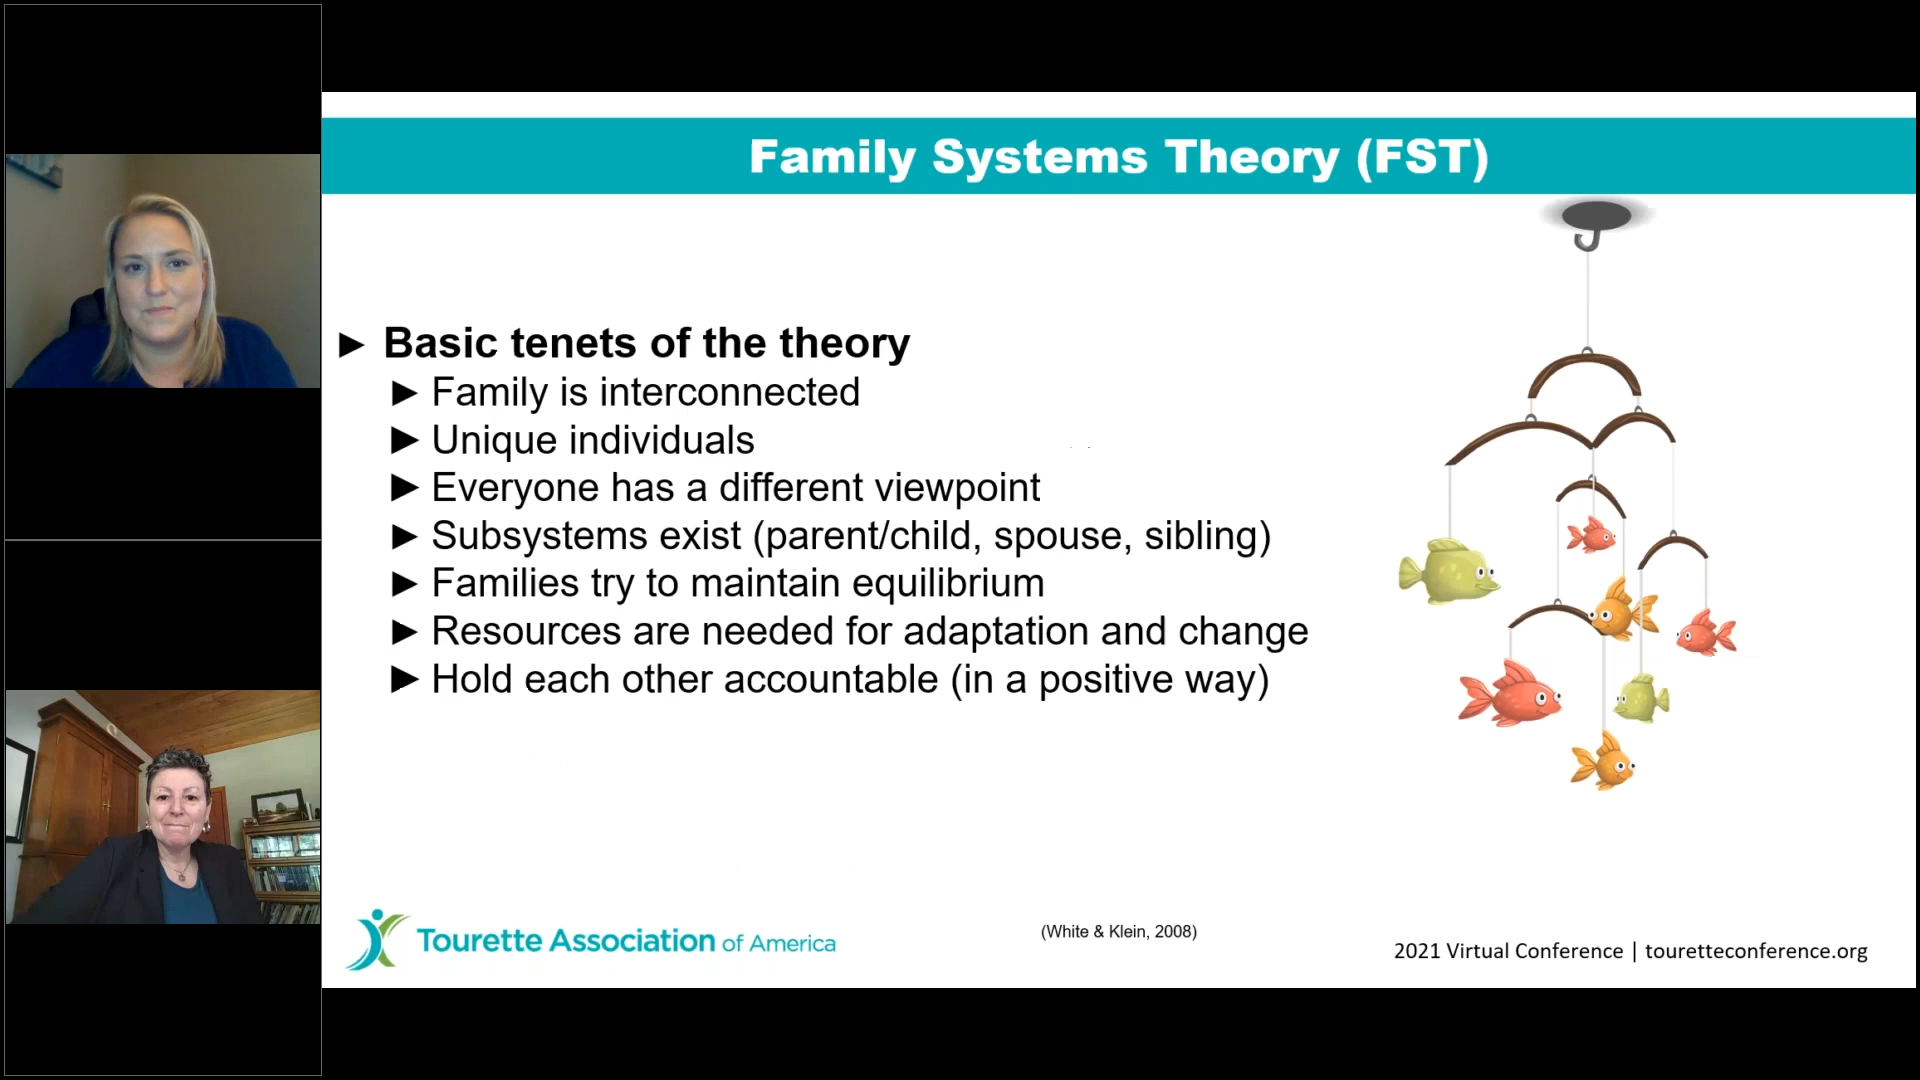 Family Systems Theory (FST)
► Basic tenets of the theory
► Family is interconnected
► Unique individuals
► Everyone has a different viewpoint
► Subsystems exist (parent/child, spouse, sibling)
► Families try to maintain equilibrium
► Resources are needed for adaptation and change
► Hold each other accountable (in a positive way)
Tourette Association of America
(White & Klein, 2008)
2021 Virtual Conference | touretteconference.org